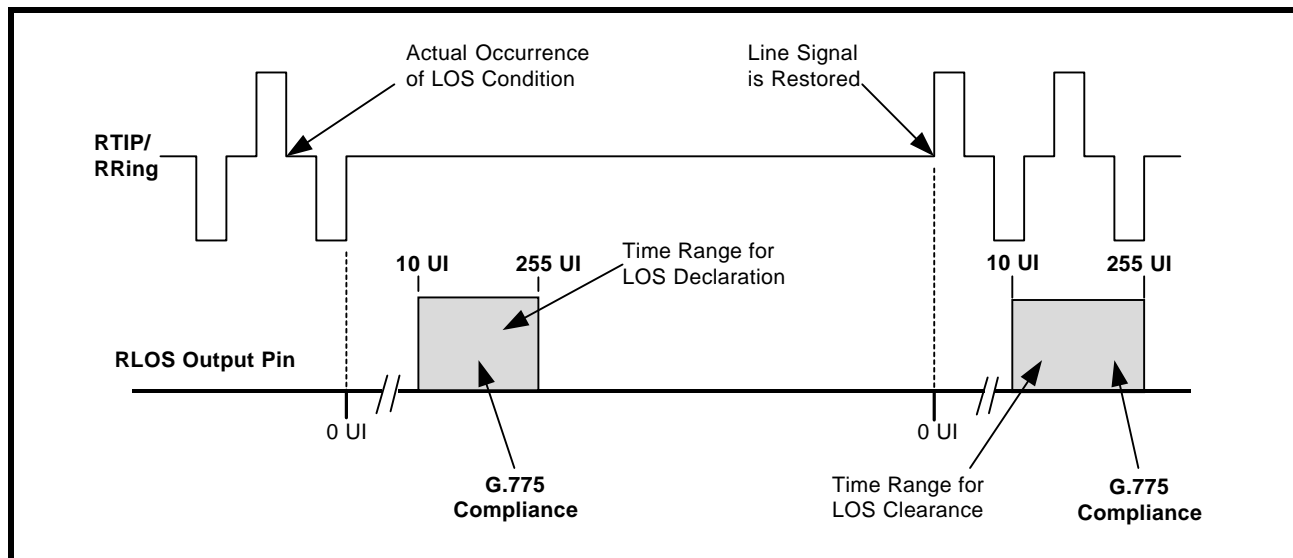 Actual Occurrence
of LOS Condition
Line Signal
is Restored
RTIP/
RRing
Time Range for
LOS Declaration
10 UI
255 UI
10 UI
255 UI
RLOS Output Pin
0 UI
0 UI
G.775
Compliance
Time Range for
LOS Clearance
G.775
Compliance